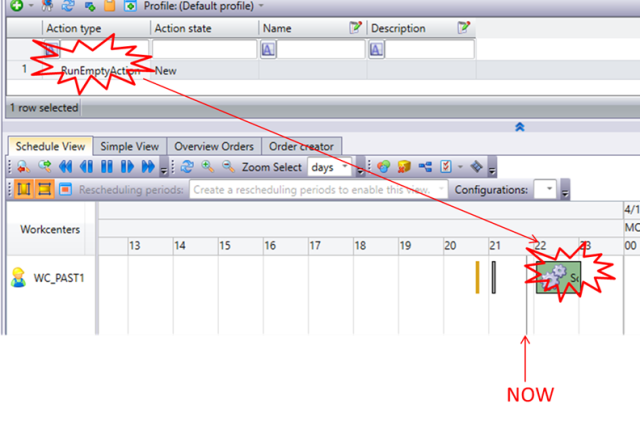 Profile: (Default profile)
Action type Action state Name Description
1 RunEmptyAction New
1 row selected
Schedule View Simple View Overview Orders Order creator
Zoom Select days
Rescheduling periods: Create a rescheduling periods to enable this view. Configurations:
4/1
Workcenters MO
13 14 15 16 17 18 19 20 21 22 23 00
WC_PAST1
NOW